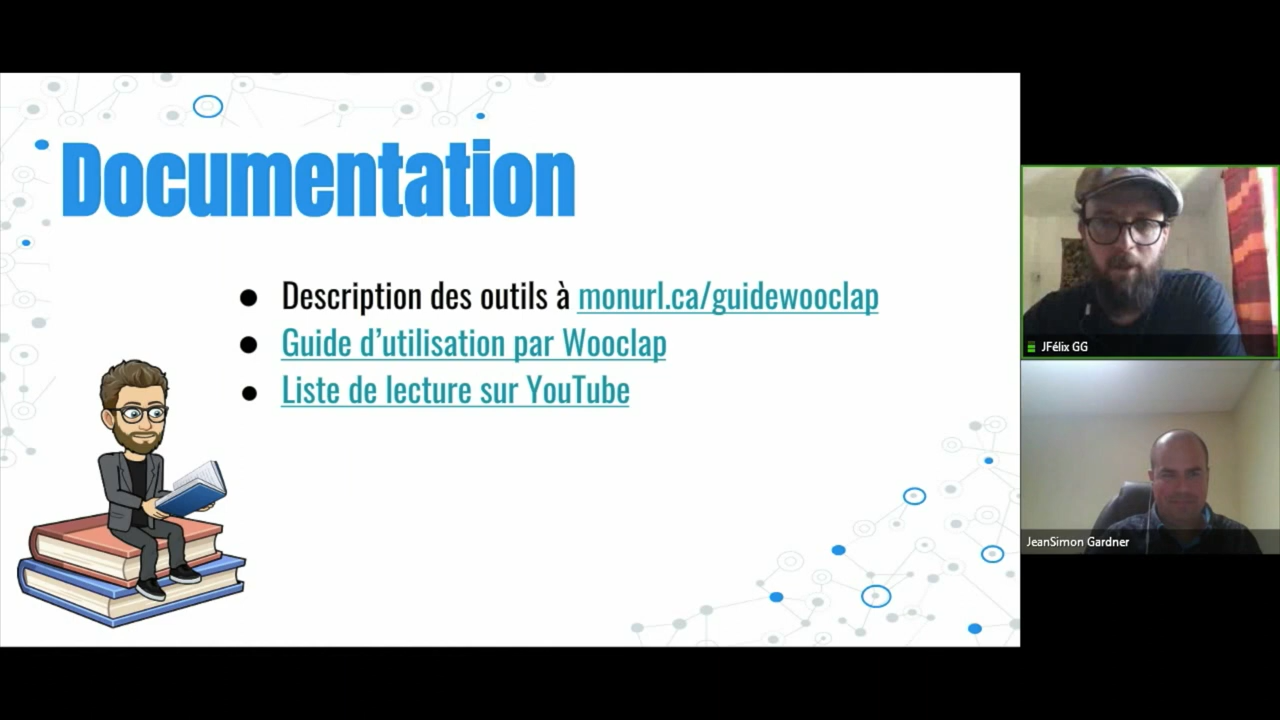 Documentation
● Description des outils à monurl.ca/guidewooclap
● Guide d’utilisation par Wooclap
● Liste de lecture sur YouTube
JFélix GG
JeanSimon Gardner